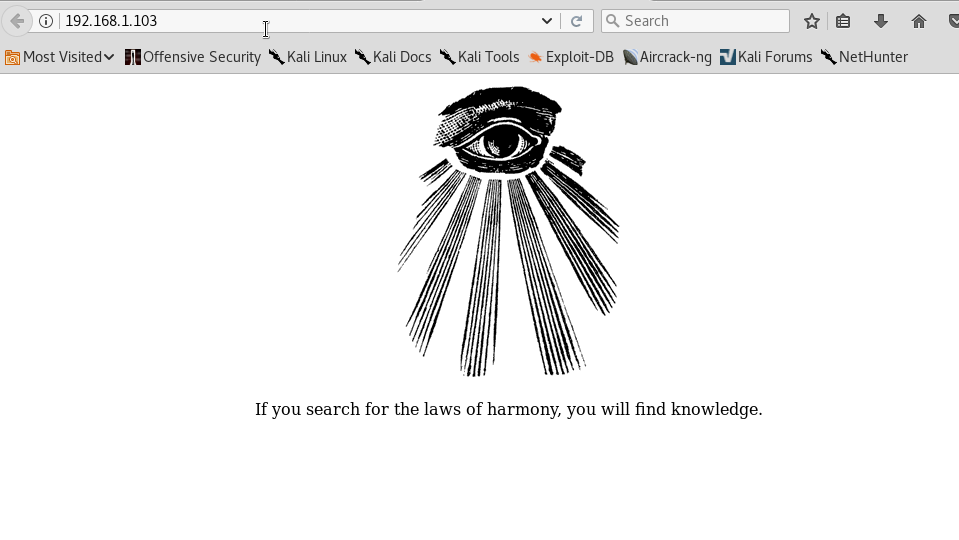 192.168.1.103
Search
Most Visited Offensive Security Kali Linux Kali Docs Kali Tools Exploit-DB Aircrack-ng Kali Forums NetHunter
If you search for the laws of harmony, you will find knowledge.